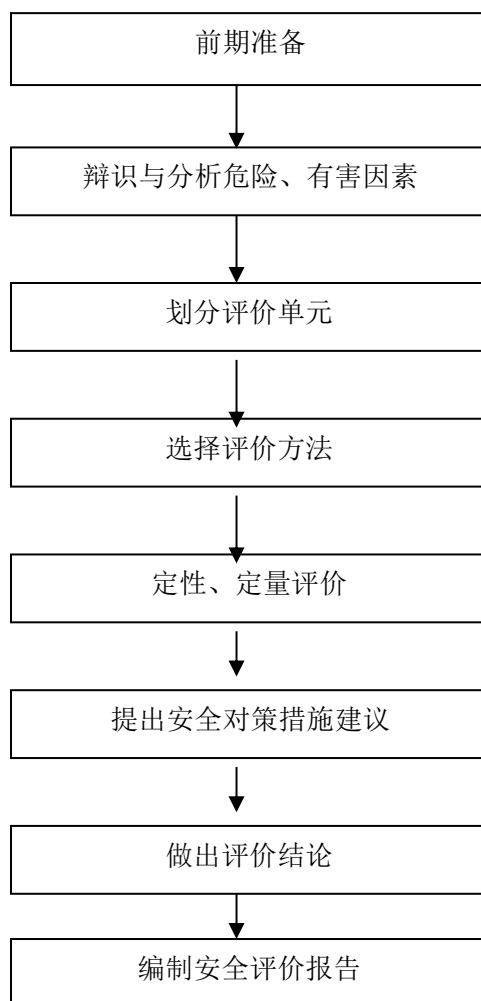 前期准备
辩识与分析危险、有害因素
划分评价单元
选择评价方法
定性、定量评价
提出安全对策措施建议
做出评价结论
编制安全评价报告